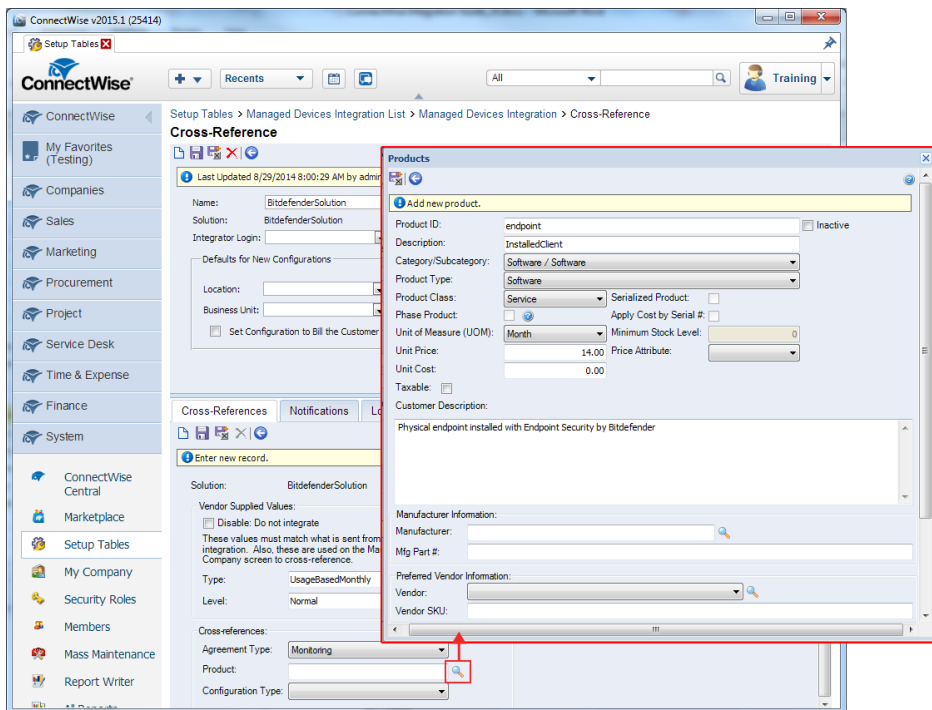 ConnectWise v2015.1 (25414)
Setup Tables
ConnectWise
Recents
All
Training
ConnectWise
My Favorites
(Testing)
Companies
Sales
Marketing
Procurement
Project
Service Desk
Time & Expense
Finance
System
ConnectWise
Central
Marketplace
Setup Tables
My Company
Security Roles
Members
Mass Maintenance
Report Writer
Setup Tables > Managed Devices Integration List > Managed Devices Integration > Cross-Reference
Cross-Reference
Last Updated 8/29/2014 8:00:29 AM by admin
Name: BitdefenderSolution
Solution: BitdefenderSolution
Integrator Login:
Defaults for New Configurations
Location:
Business Unit:
Set Configuration to Bill the Customer
Cross-References Notifications
Enter new record.
Solution: BitdefenderSolution
Vendor Supplied Values:
Disable: Do not integrate
These values must match what is sent from
integration. Also, these are used on the Ma
Company screen to cross-reference.
Type: UsageBasedMonthly
Level: Normal
Cross-references:
Agreement Type: Monitoring
Product:
Configuration Type:
Products
Add new product.
Product ID: endpoint Inactive
Description: InstalledClient
Category/Subcategory: Software / Software
Product Type: Software
Product Class: Service Serialized Product:
Phase Product: Apply Cost by Serial #:
Unit of Measure (UOM): Month Minimum Stock Level: 0
Unit Price: 14.00 Price Attribute:
Unit Cost: 0.00
Taxable:
Customer Description:
Physical endpoint installed with Endpoint Security by Bitdefender
Manufacturer Information:
Manufacturer:
Mfg Part #:
Preferred Vendor Information:
Vendor:
Vendor SKU: